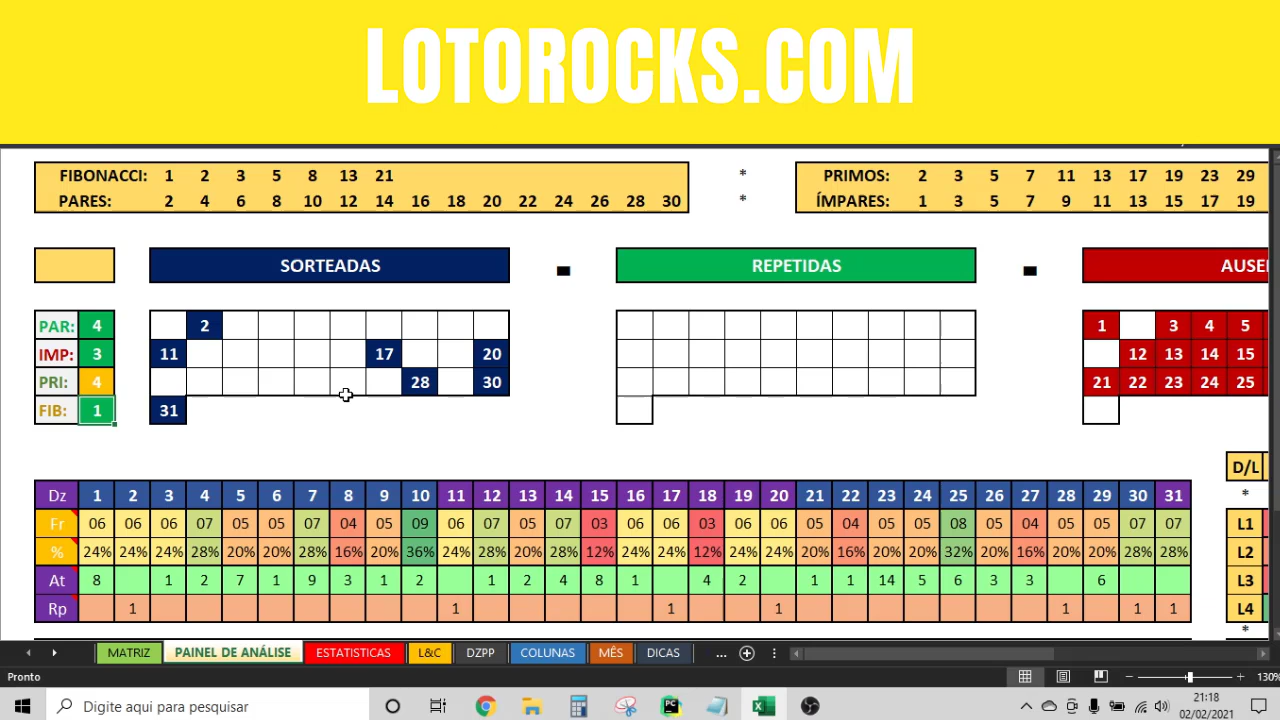 LOTOROCKS.COM
FIBONACCI: 1 2 3 5 8 13 21 * PRIMOS: 2 3 5 7 11 13 17 19 23 29
PARES: 2 4 6 8 10 12 14 16 18 20 22 24 26 28 30 * ÍMPARES: 1 3 5 7 9 11 13 15 17 19
SORTEADAS - REPETIDAS -
PAR: 4 2 1 3 4 5
IMP: 3 11 17 20 12 13 14 15
PRI: 4 28 30 21 22 23 24 25
FIB: 1 31
D/L
Dz 1 2 3 4 5 6 7 8 9 10 11 12 13 14 15 16 17 18 19 20 21 22 23 24 25 26 27 28 29 30 31 *
Fr 06 06 06 07 05 05 07 04 05 09 06 07 05 07 03 06 06 03 06 06 05 04 05 05 08 05 04 05 05 07 07 L1
% 24% 24% 24% 28% 20% 20% 28% 16% 20% 36% 24% 28% 20% 28% 12% 24% 24% 12% 24% 24% 20% 16% 20% 20% 32% 20% 16% 20% 20% 28% 28% L2
At 8 1 2 7 1 9 3 1 2 1 2 4 8 1 4 2 1 1 14 5 6 3 3 6 L3
Rp 1 1 1 1 1 1 1 L4
*
MATRIZ PAINEL DE ANÁLISE ESTATISTICAS L&C DZPP COLUNAS MÊS DICAS ...
Pronto 130%
Digite aqui para pesquisar 21:18
02/02/2021